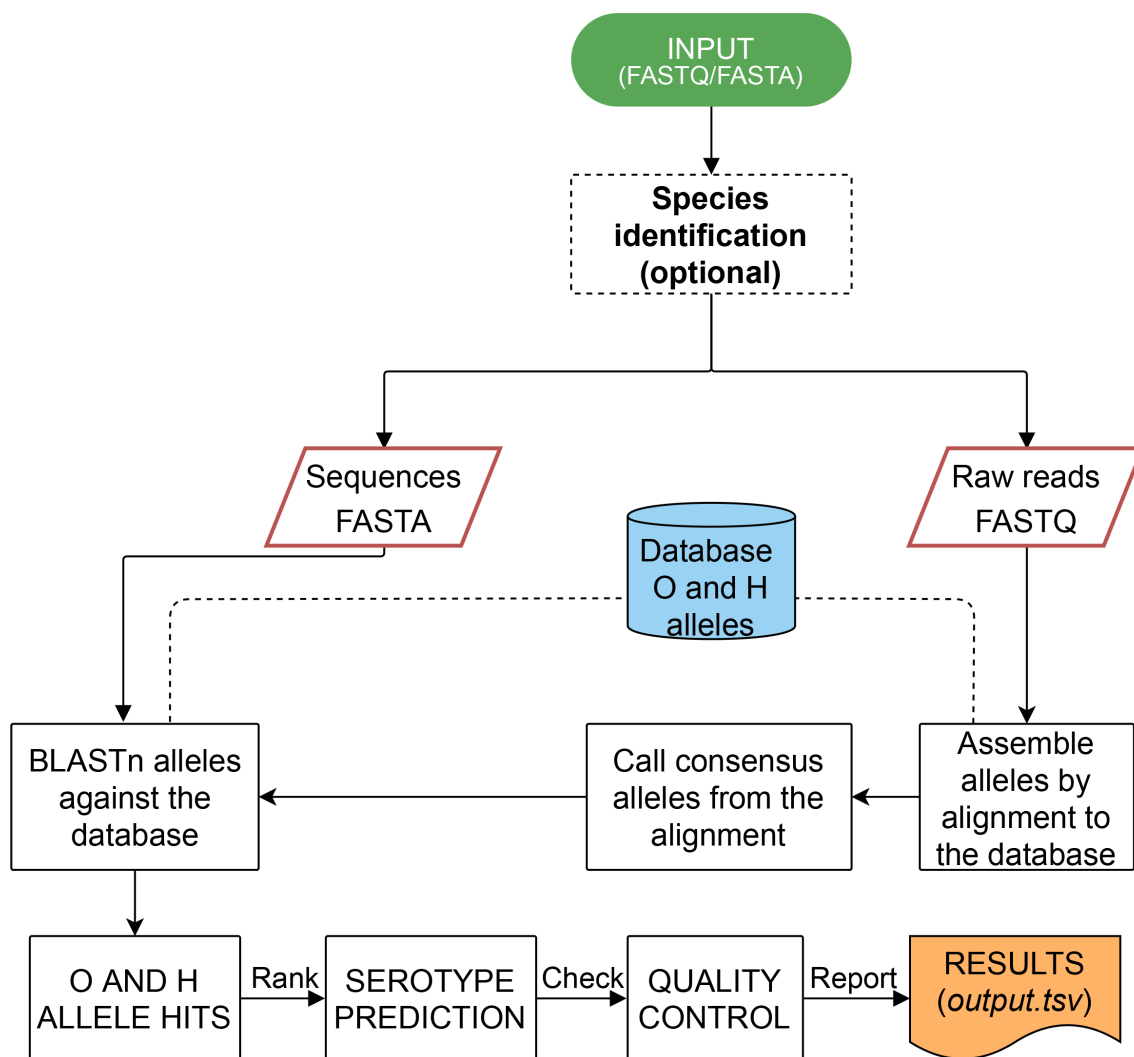 INPUT
(FASTQ/FASTA)
Species
identification
(optional)
Sequences
FASTA
Raw reads
FASTQ
Database
O and H
alleles
BLASTn alleles
against the
database
Call consensus
alleles from the
alignment
Assemble
alleles by
alignment to
the database
O AND H
ALLELE HITS
Rank
SEROTYPE
PREDICTION
Check
QUALITY
CONTROL
Report
RESULTS
(output.tsv)